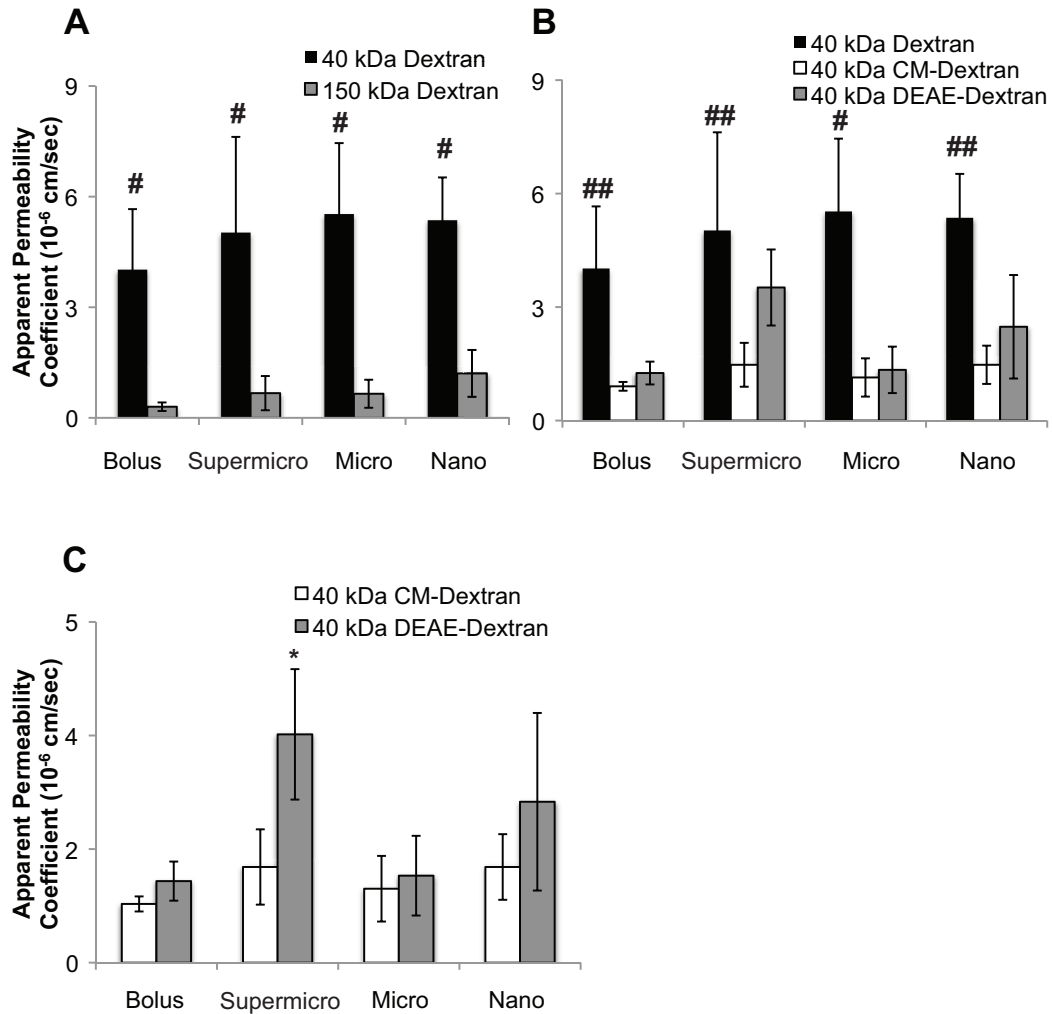 A
40 kDa Dextran
150 kDa Dextran
Apparent Permeability
Coefficient (10⁻⁶ cm/sec)
9
6
3
0
#
#
#
#
Bolus
Supermicro
Micro
Nano
B
40 kDa Dextran
40 kDa CM-Dextran
40 kDa DEAE-Dextran
9
6
3
0
##
##
#
##
Bolus
Supermicro
Micro
Nano
C
40 kDa CM-Dextran
40 kDa DEAE-Dextran
Apparent Permeability
Coefficient (10⁻⁶ cm/sec)
5
4
2
0
*
Bolus
Supermicro
Micro
Nano